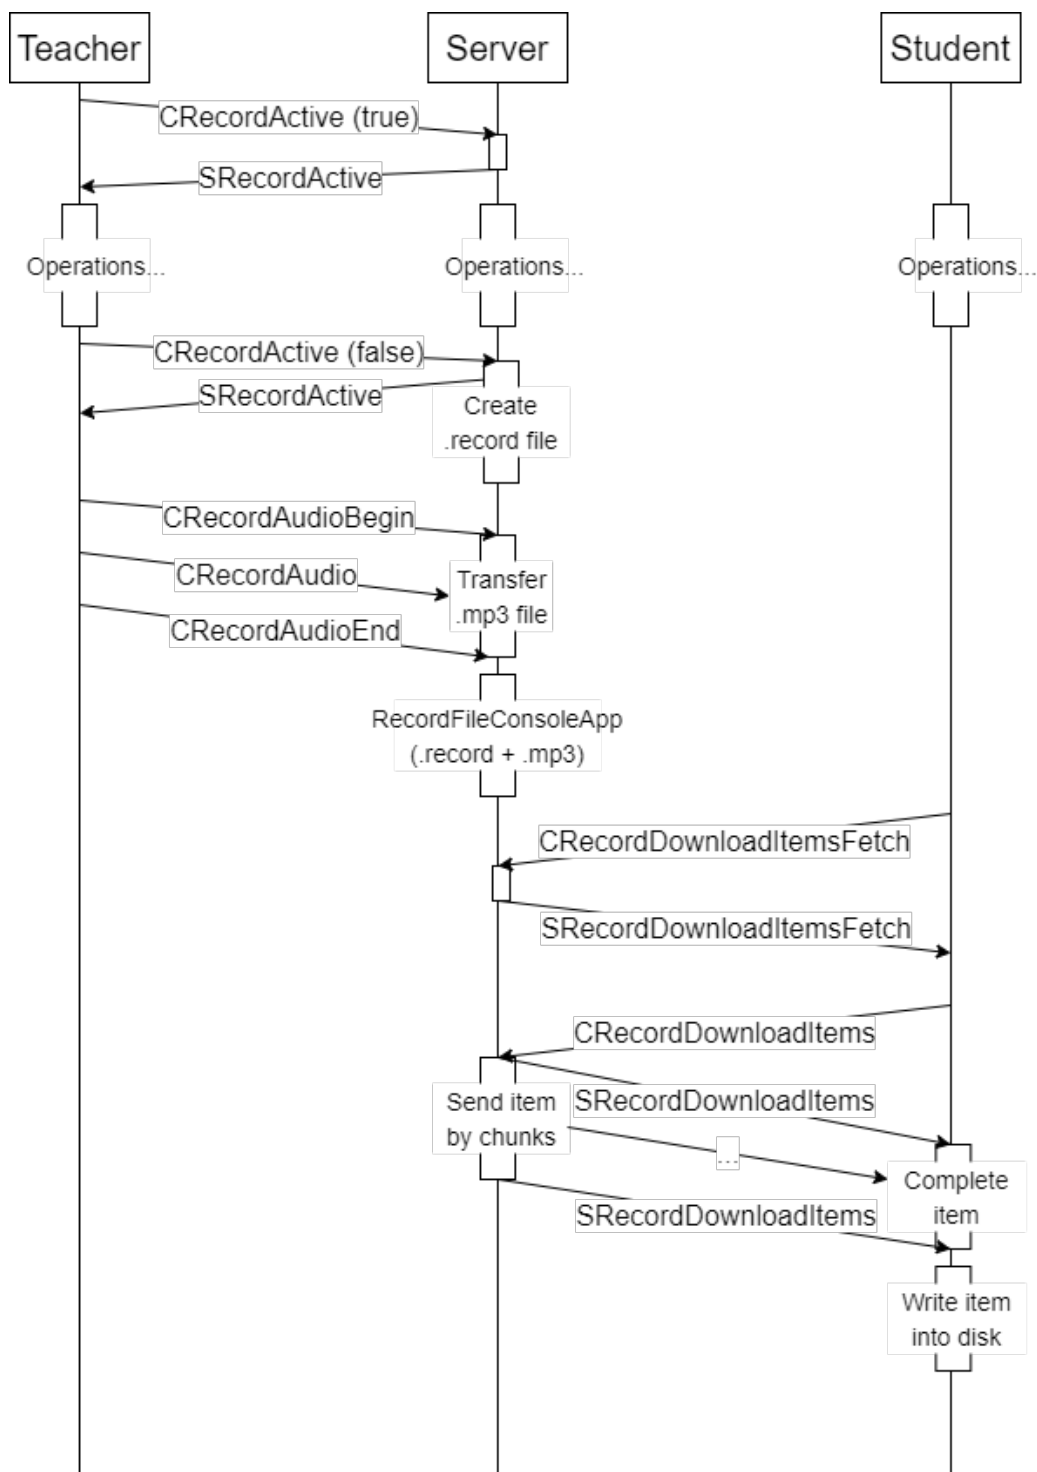 Teacher
Server
Student
CRecordActive (true)
SRecordActive
Operations...
Operations...
Operations...
CRecordActive (false)
SRecordActive
Create
.record file
CRecordAudioBegin
CRecordAudio
Transfer
.mp3 file
CRecordAudioEnd
RecordFileConsoleApp
(.record + .mp3)
CRecordDownloadItemsFetch
SRecordDownloadItemsFetch
CRecordDownloadItems
Send item
by chunks
SRecordDownloadItems
...
Complete
item
SRecordDownloadItems
Write item
into disk